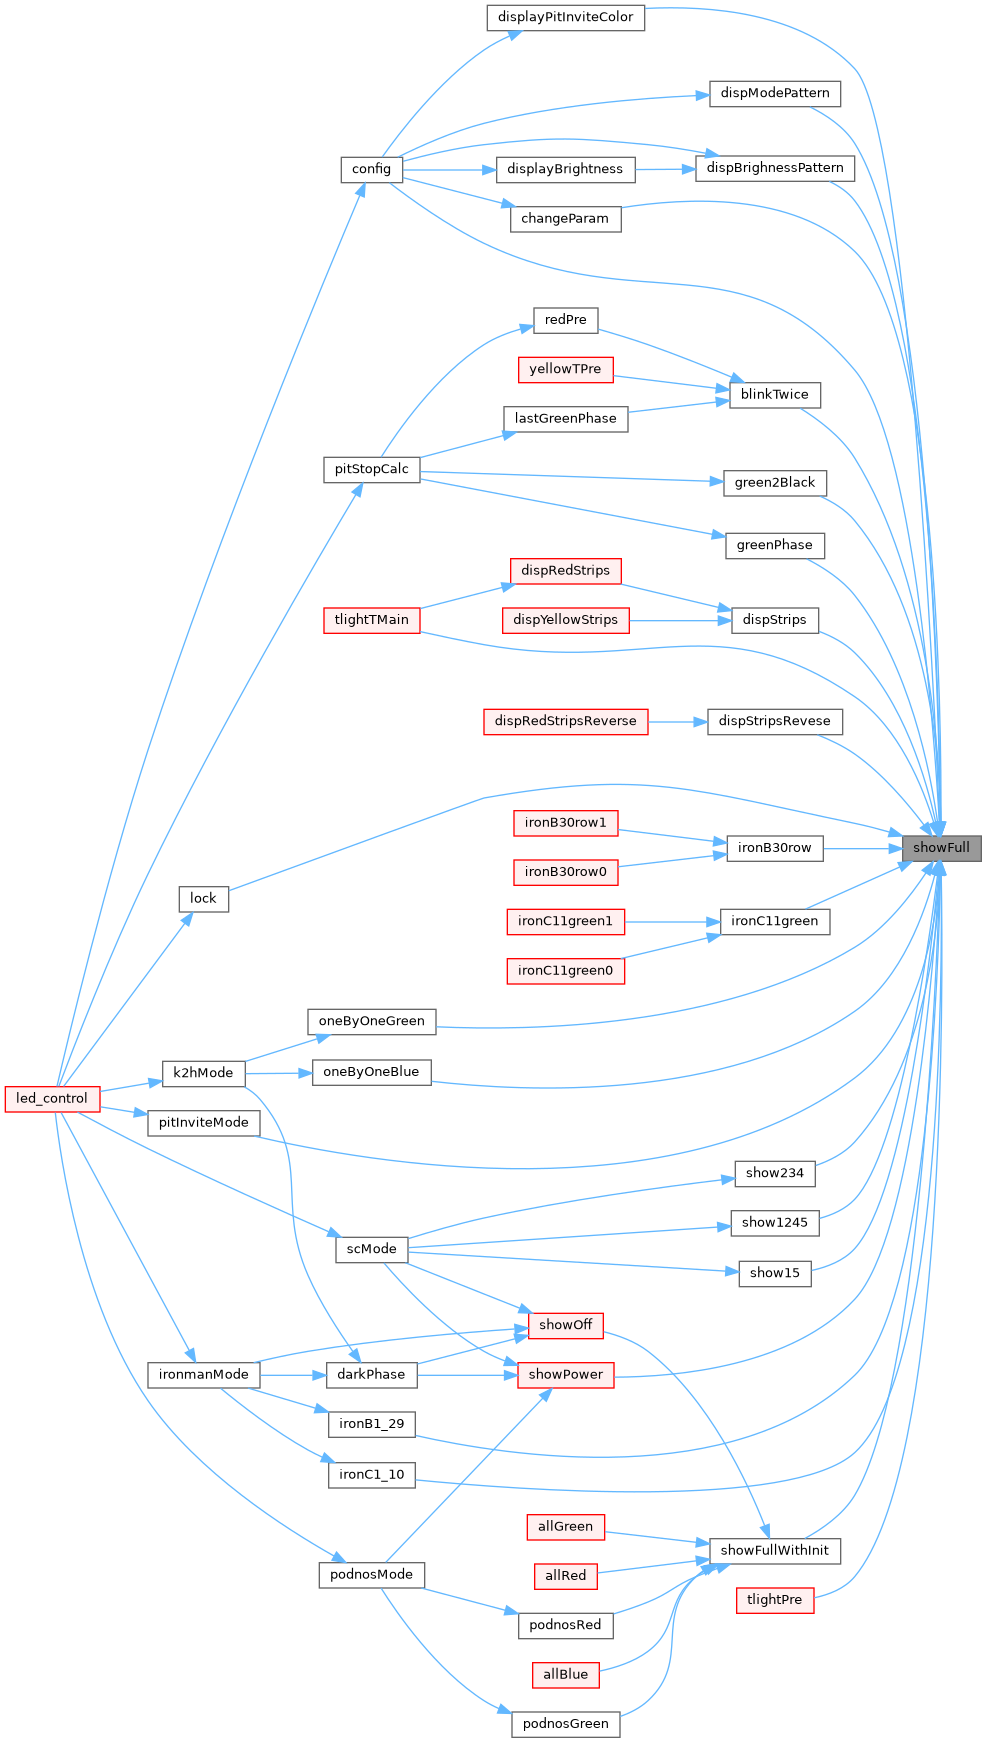 displayPitInviteColor
dispModePattern
config
displayBrightness
dispBrighnessPattern
changeParam
redPre
yellowTPre
blinkTwice
lastGreenPhase
pitStopCalc
green2Black
greenPhase
dispRedStrips
tlightTMain
dispYellowStrips
dispStrips
dispRedStripsReverse
dispStripsRevese
ironB30row1
ironB30row
showFull
ironB30row0
lock
ironC11green1
ironC11green
ironC11green0
oneByOneGreen
k2hMode
oneByOneBlue
led_control
pitInviteMode
show234
show1245
scMode
show15
showOff
ironmanMode
darkPhase
showPower
ironB1_29
ironC1_10
allGreen
showFullWithInit
podnosMode
allRed
tlightPre
podnosRed
allBlue
podnosGreen